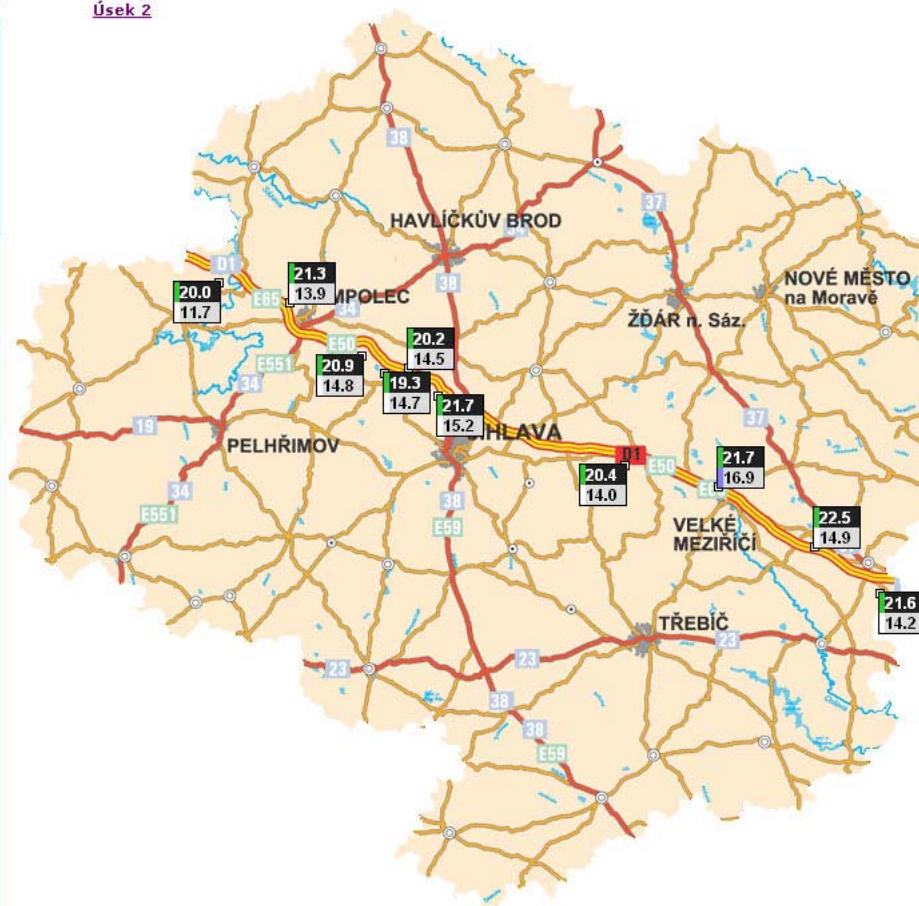 Úsek 2
38
37
HAVLÍČKŮV BROD
34
D1
E65
20.0
11.7
21.3
13.9
MPOLEC
34
38
NOVÉ MĚSTO
na Moravě
ŽĎÁR n. Sáz.
E50
E551
34
20.9
14.8
20.2
14.5
19.3
14.7
21.7
15.2
JIHLAVA
37
19
PELHŘIMOV
D1
E50
20.4
14.0
21.7
16.9
34
E551
38
E59
VELKÉ
MEZIŘÍČÍ
22.5
14.9
21.6
14.2
TŘEBÍČ
23
23
23
38
38
E59